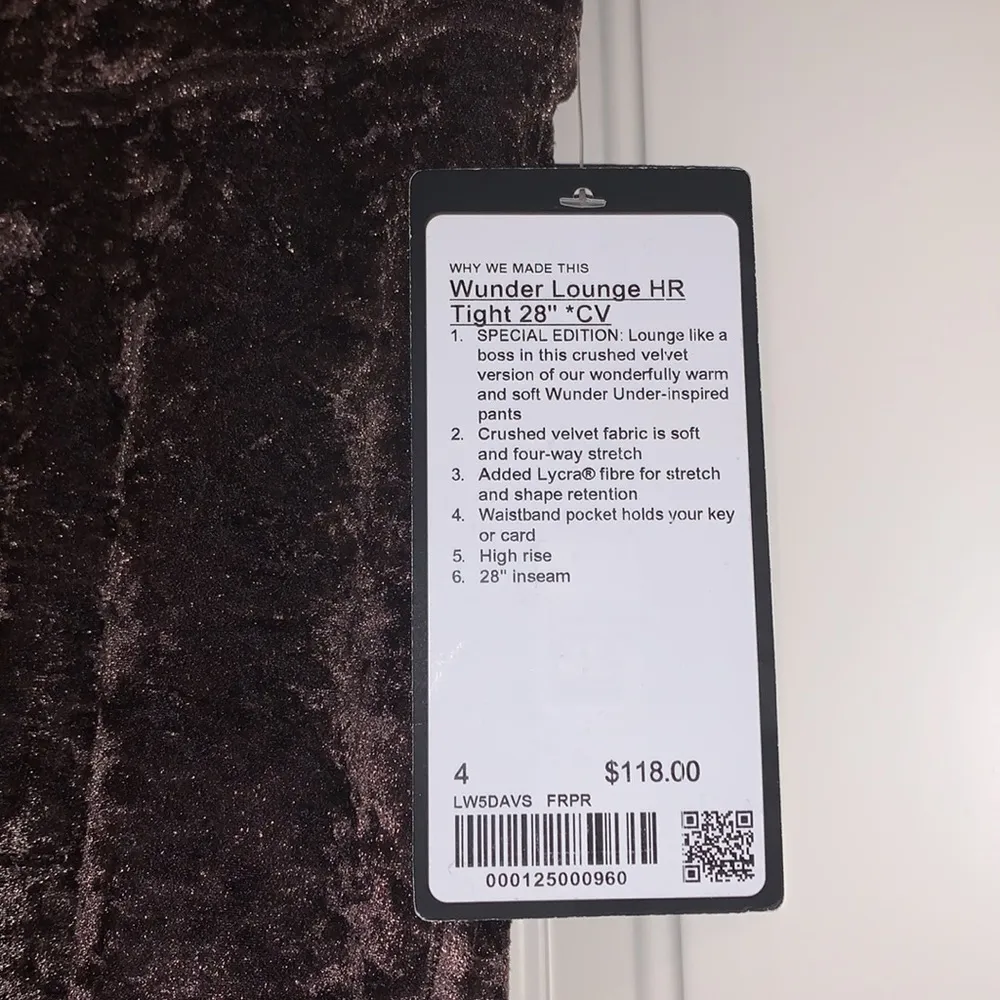 WHY WE MADE THIS
Wunder Lounge HR
Tight 28" *CV
1. SPECIAL EDITION: Lounge like a
boss in this crushed velvet
version of our wonderfully warm
and soft Wunder Under-inspired
pants
2. Crushed velvet fabric is soft
and four-way stretch
3. Added Lycra® fibre for stretch
and shape retention
4. Waistband pocket holds your key
or card
5. High rise
6. 28" inseam
4 $118.00
LW5DAVS FRPR
000125000960